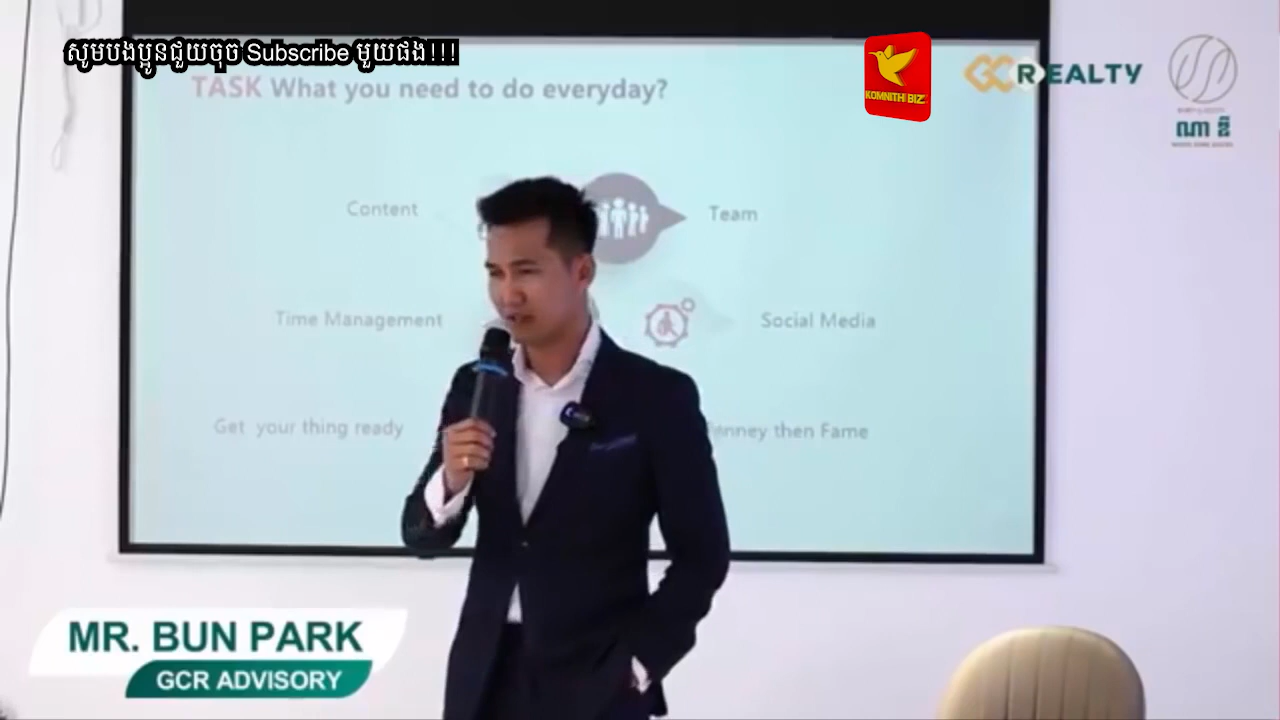 សូមបងប្អូនជួយចុច Subscribe មួយផង!!!
TASK What you need to do everyday?
KOMNITH BIZ
GC REALTY
ណា នី
Content
Team
Time Management
Social Media
Get your thing ready
then Fame
MR. BUN PARK
GCR ADVISORY